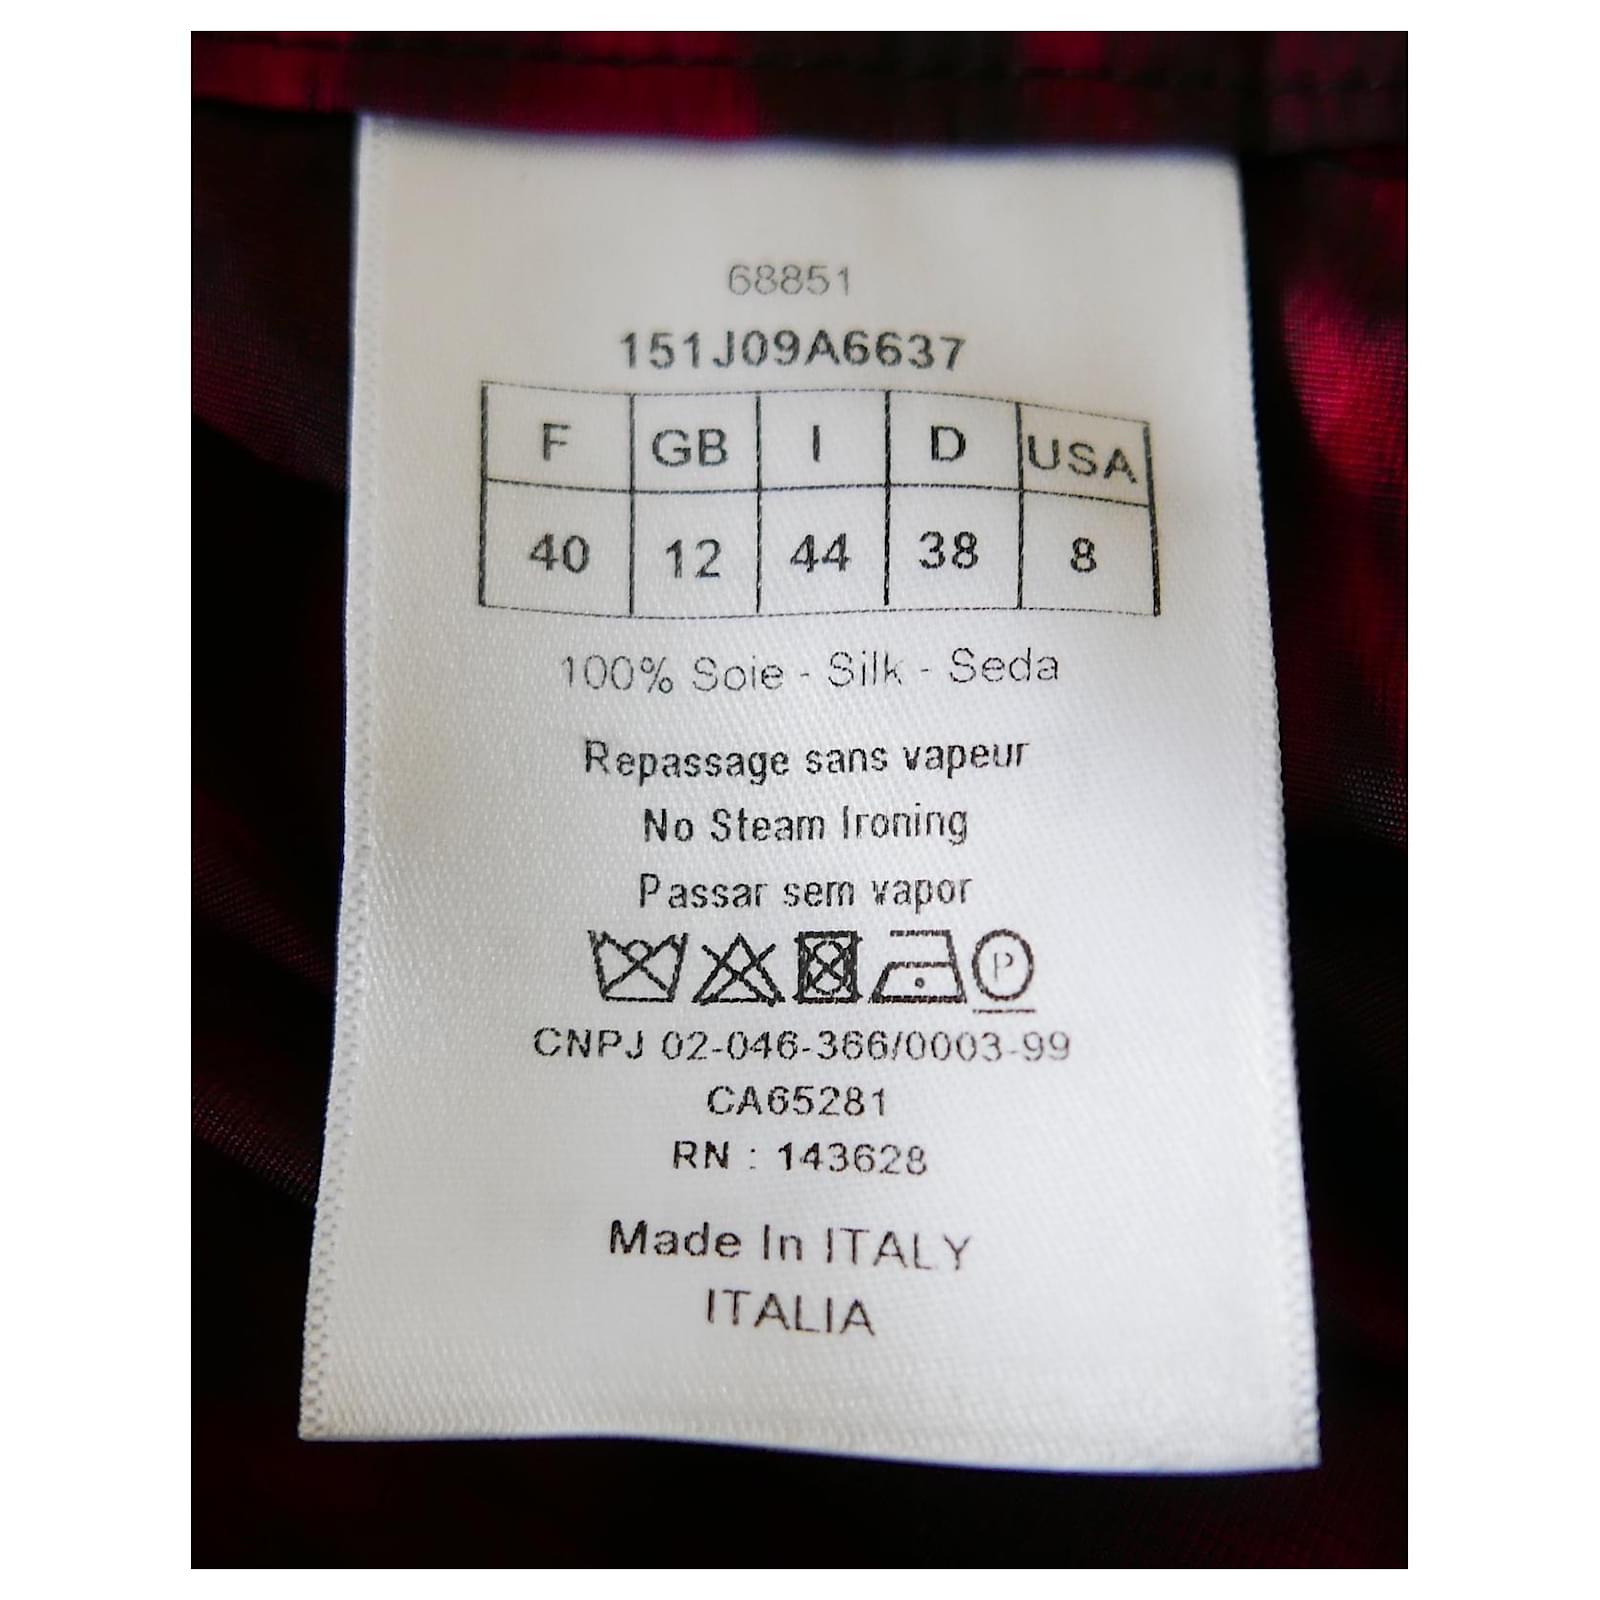 68851
151J09A6637
F GB I D USA
40 12 44 38 8
100% Soie - Silk - Seda
Repassage sans vapeur
No Steam Ironing
Passar sem vapor
P
CNPJ 02-046-366/0003-99
CA65281
RN : 143628
Made In ITALY
ITALIA